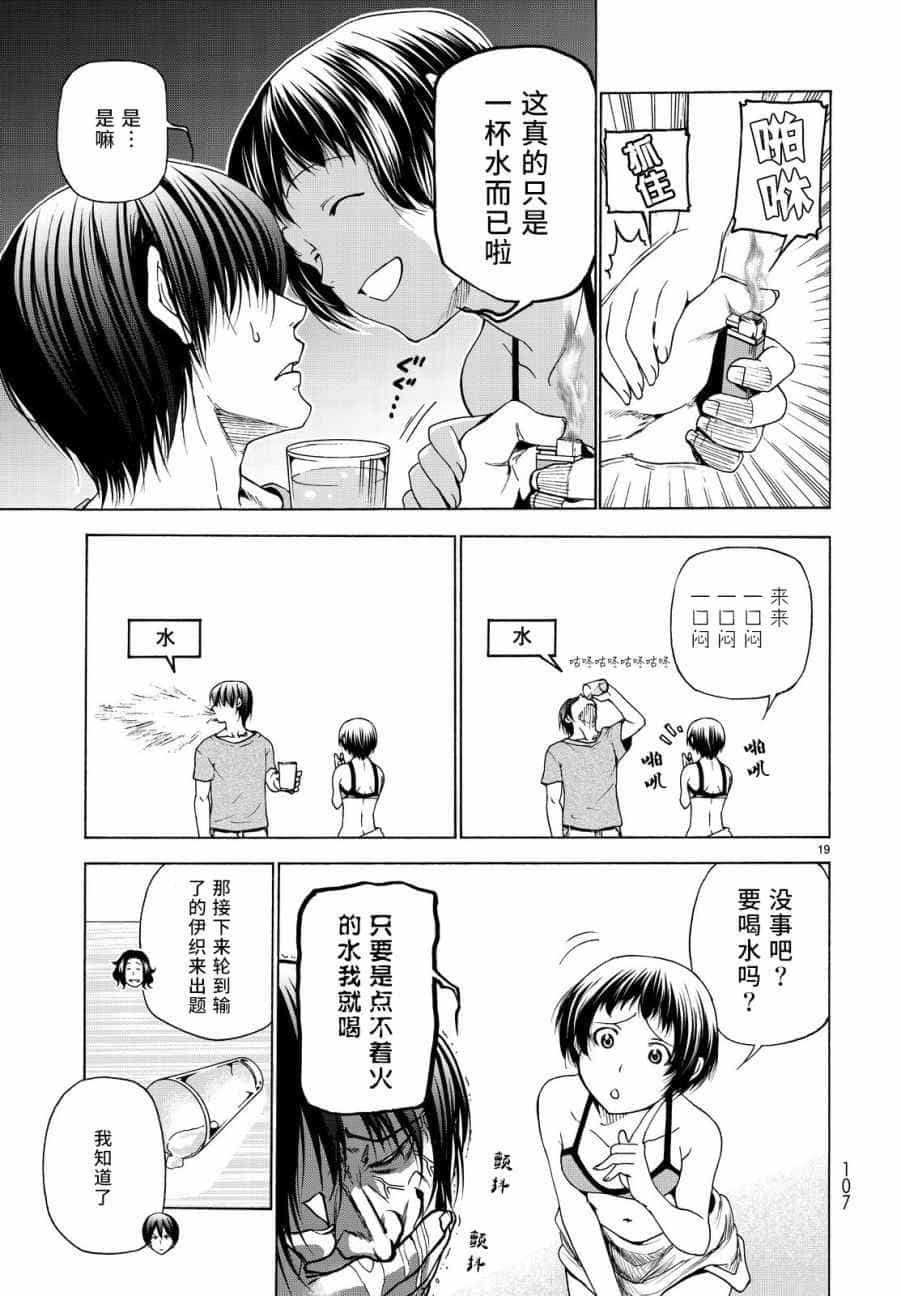 啪咻
抓住
这真的只是
一杯水而已啦
是…
是嘛
来来
一口闷
一口闷
一口闷
水
咕咚咕咚咕咚咕咚
啪叽
啪叽
水
19
没事吧？
要喝水吗？
只要是点不着火
的水我就喝
颤抖
颤抖
那接下来轮到输
了的伊织来出题
我知道了
107